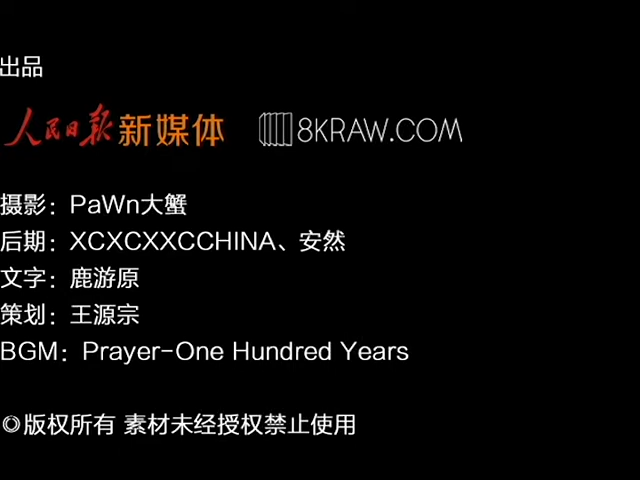 出品
人民日报 新媒体 8KRAW.COM
摄影：PaWn大蟹
后期：XCXCXXCCHINA、安然
文字：鹿游原
策划：王源宗
BGM：Prayer-One Hundred Years
◎版权所有 素材未经授权禁止使用